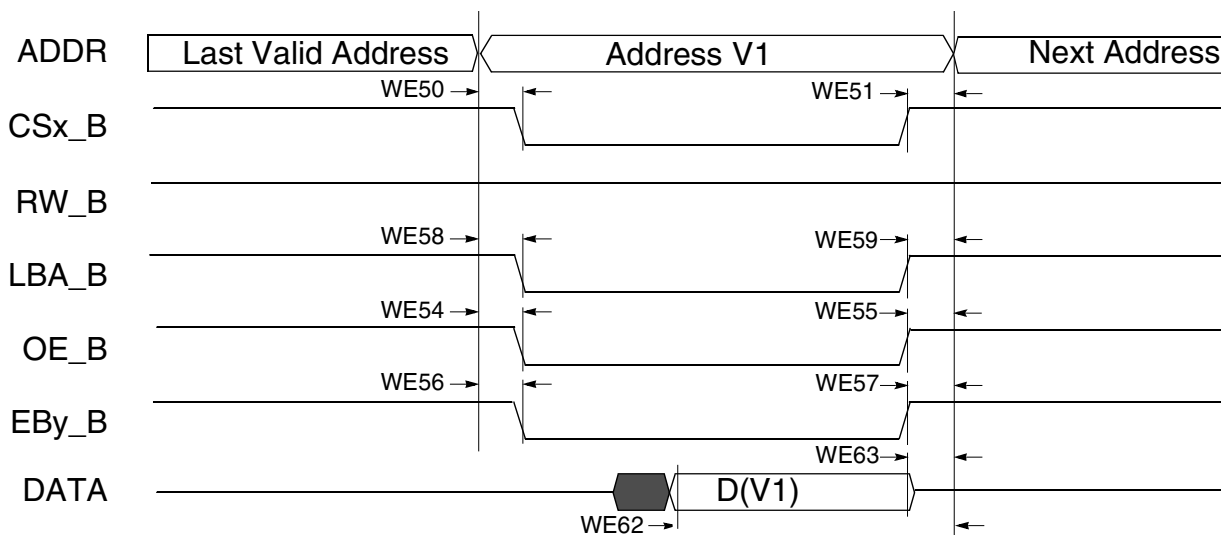 ADDR Last Valid Address Address V1 Next Address
WE50 WE51
CSx_B
RW_B
WE58 WE59
LBA_B
WE54 WE55
OE_B
WE56 WE57
EBy_B
WE63
DATA D(V1)
WE62